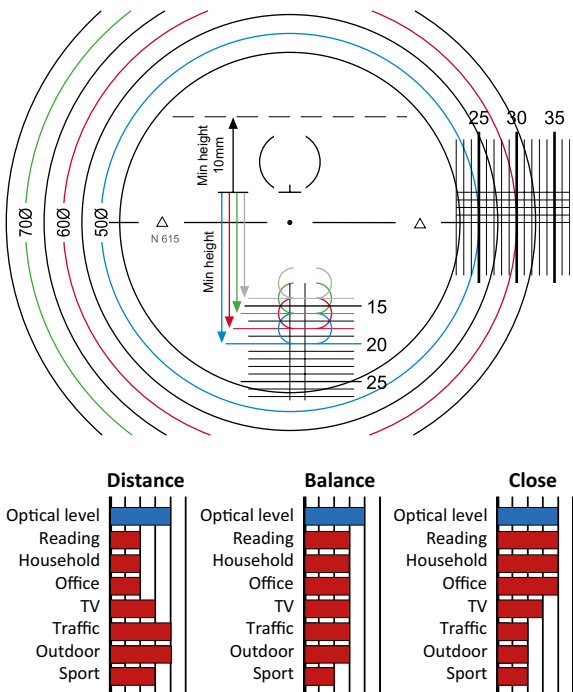 25 30 35
Min height
10mm
70Ø 60Ø 50Ø
N 615
Min height
15
20
25
Distance
Optical level
Reading
Household
Office
TV
Traffic
Outdoor
Sport
Balance
Optical level
Reading
Household
Office
TV
Traffic
Outdoor
Sport
Close
Optical level
Reading
Household
Office
TV
Traffic
Outdoor
Sport